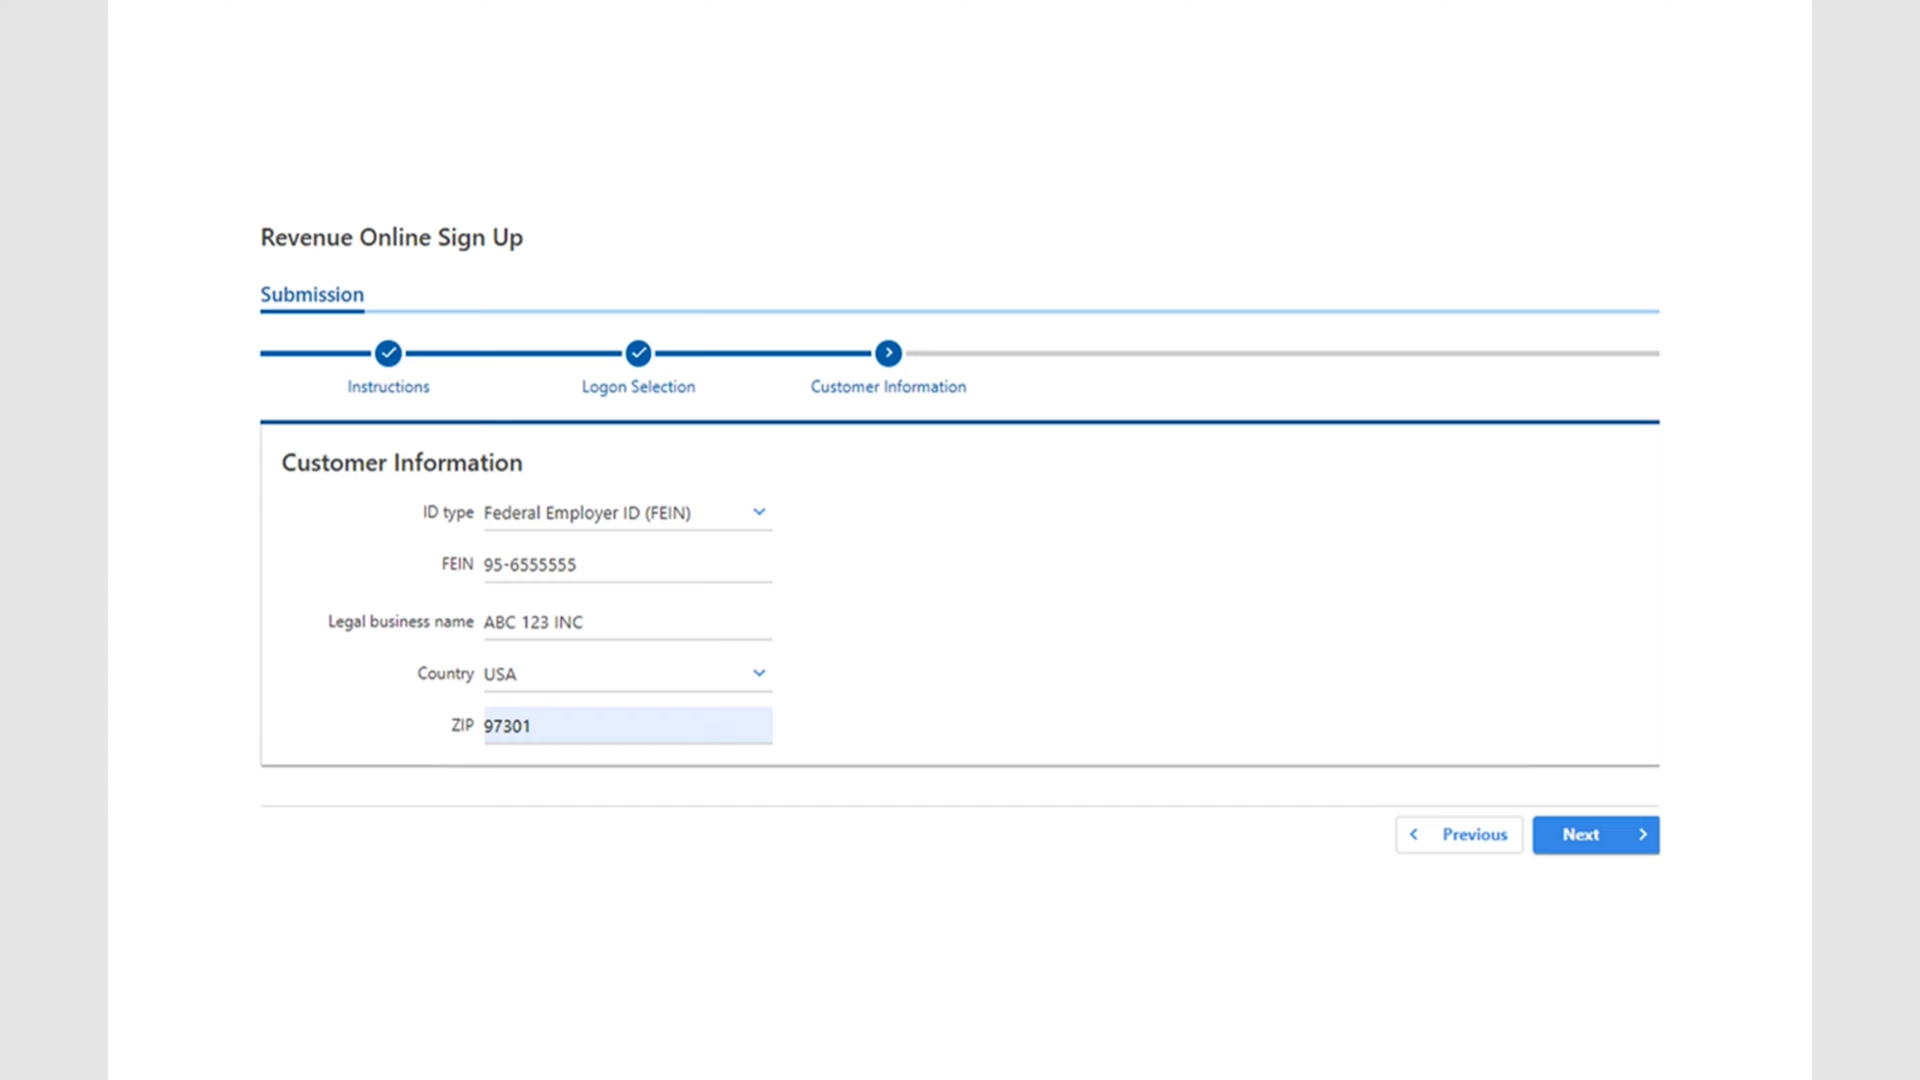 Revenue Online Sign Up
Submission
Instructions Logon Selection Customer Information
Customer Information
ID type Federal Employer ID (FEIN)
FEIN 95-6555555
Legal business name ABC 123 INC
Country USA
ZIP 97301
Previous Next